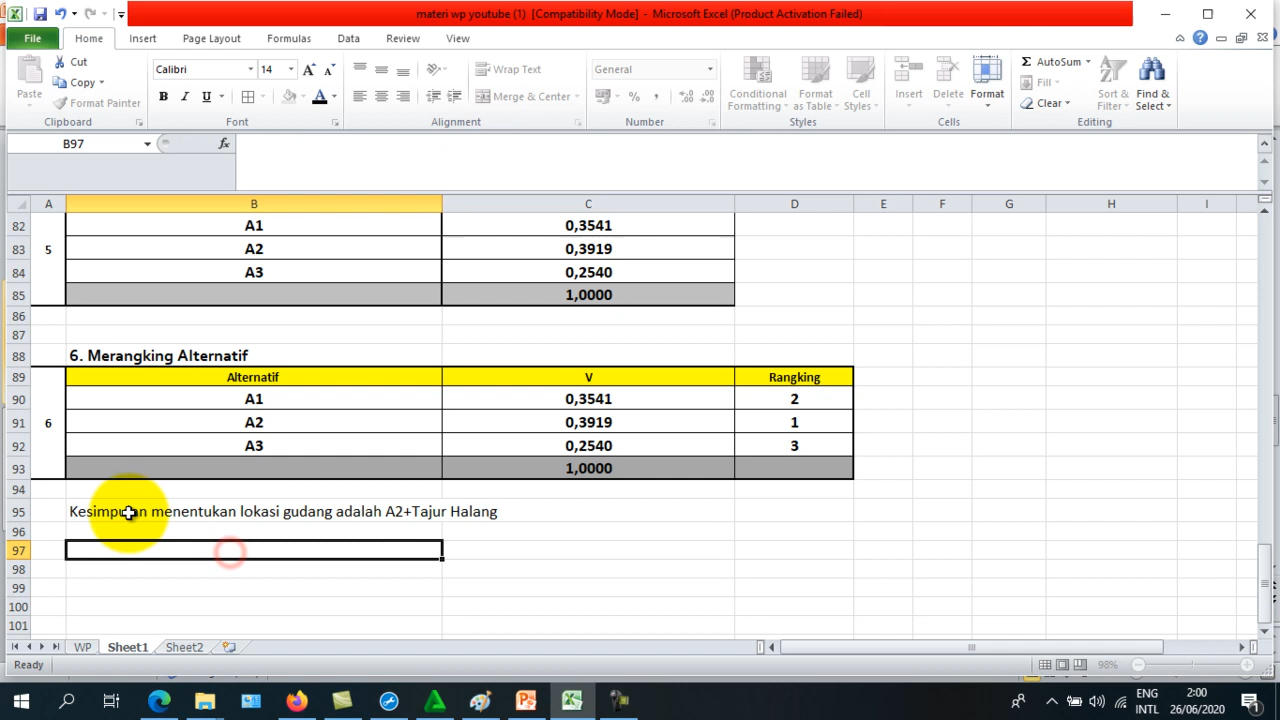 materi wp youtube (1) [Compatibility Mode] - Microsoft Excel (Product Activation Failed)
File Home Insert Page Layout Formulas Data Review View
Paste
Cut
Copy
Format Painter
Clipboard
Calibri 14
B I U
Font
Wrap Text
Merge & Center
Alignment
General
Number
Conditional Formatting
Format as Table
Cell Styles
Styles
Insert Delete Format
Cells
AutoSum
Fill
Clear
Sort & Filter
Find & Select
Editing
B97 fx
A B C D E F G H I
82 A1 0,3541
83 5 A2 0,3919
84 A3 0,2540
85 1,0000
86
87
88 6. Merangking Alternatif
89 Alternatif V Rangking
90 A1 0,3541 2
91 6 A2 0,3919 1
92 A3 0,2540 3
93 1,0000
94
95 Kesimpulan menentukan lokasi gudang adalah A2+Tajur Halang
96
97
98
99
100
101
WP Sheet1 Sheet2
Ready 98%
ENG 2:00
INTL 26/06/2020